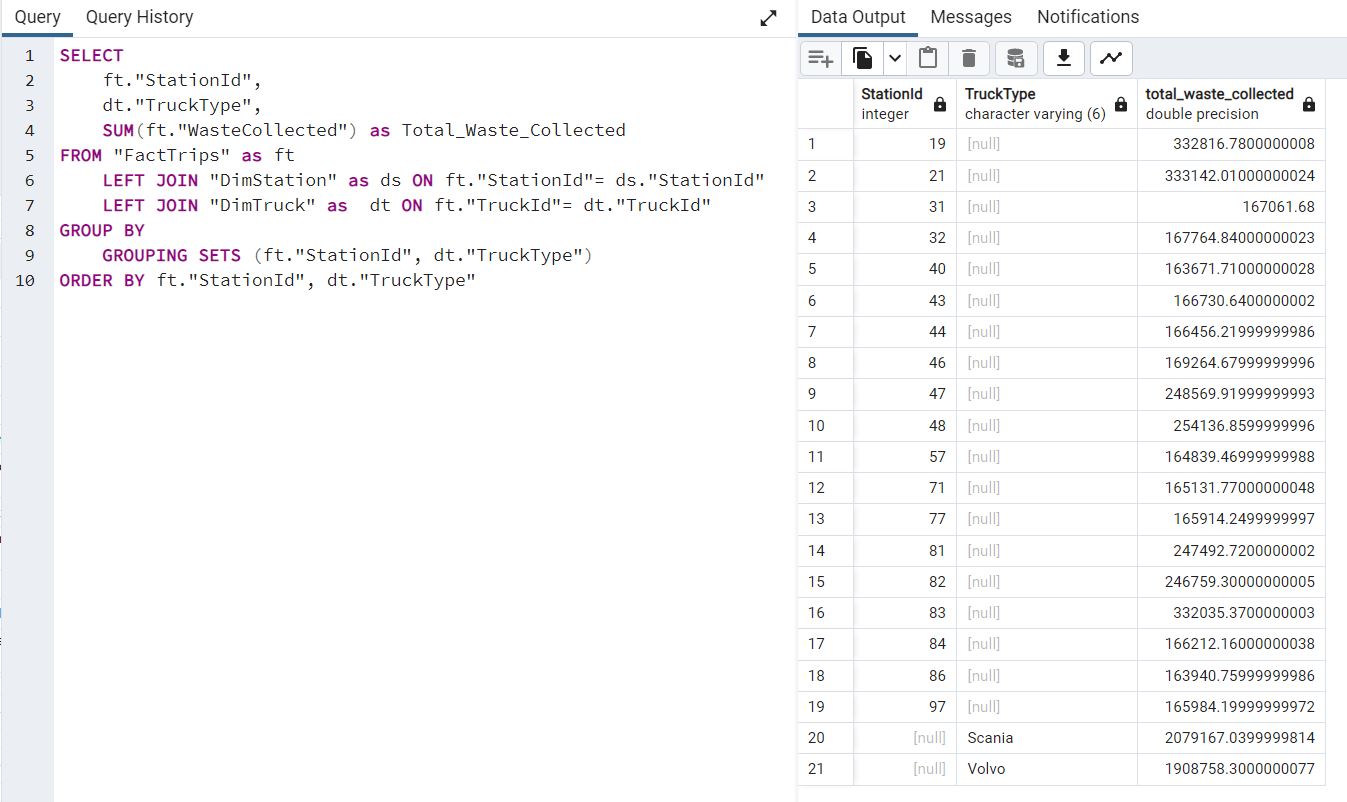 Query Query History
1 SELECT
2 ft."StationId",
3 dt."TruckType",
4 SUM(ft."WasteCollected") as Total_Waste_Collected
5 FROM "FactTrips" as ft
6 LEFT JOIN "DimStation" as ds ON ft."StationId"= ds."StationId"
7 LEFT JOIN "DimTruck" as  dt ON ft."TruckId"= dt."TruckId"
8 GROUP BY
9 GROUPING SETS (ft."StationId", dt."TruckType")
10 ORDER BY ft."StationId", dt."TruckType"
Data Output Messages Notifications
StationId TruckType total_waste_collected
integer character varying (6) double precision
1 19 [null] 332816.7800000008
2 21 [null] 333142.01000000024
3 31 [null] 167061.68
4 32 [null] 167764.84000000023
5 40 [null] 163671.71000000028
6 43 [null] 166730.6400000002
7 44 [null] 166456.21999999986
8 46 [null] 169264.67999999996
9 47 [null] 248569.91999999993
10 48 [null] 254136.8599999996
11 57 [null] 164839.46999999988
12 71 [null] 165131.77000000048
13 77 [null] 165914.2499999997
14 81 [null] 247492.7200000002
15 82 [null] 246759.30000000005
16 83 [null] 332035.3700000003
17 84 [null] 166212.16000000038
18 86 [null] 163940.75999999986
19 97 [null] 165984.19999999972
20 [null] Scania 2079167.0399999814
21 [null] Volvo 1908758.3000000077